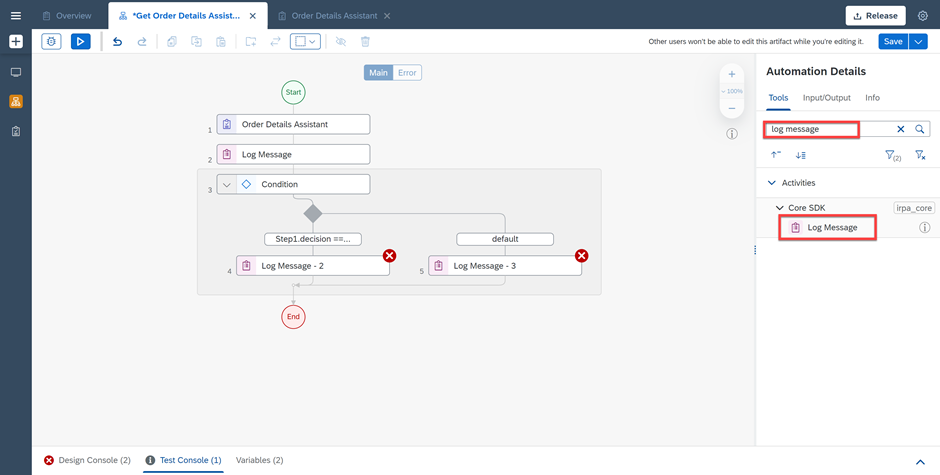 Overview
*Get Order Details Assist...
Order Details Assistant
Release
Other users won't be able to edit this artifact while you're editing it.
Save
Main
Error
− 100%
Automation Details
Tools
Input/Output
Info
log message
(2)
Activities
Core SDK
irpa_core
Log Message
Start
1
Order Details Assistant
2
Log Message
3
Condition
Step1.decision ==...
default
4
Log Message - 2
5
Log Message - 3
End
Design Console (2)
Test Console (1)
Variables (2)